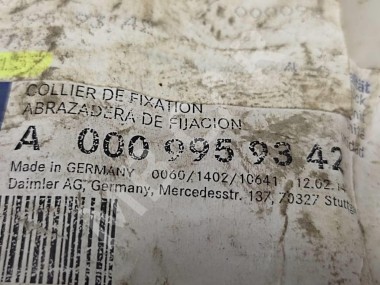 COLLIER DE FIXATION
ABRAZADERA DE FIJACION
A 000 995 93 42
Made in GERMANY 0060/1402/10641 12.02.14
Daimler AG, Germany, Mercedesstr. 137, 70327 Stuttg